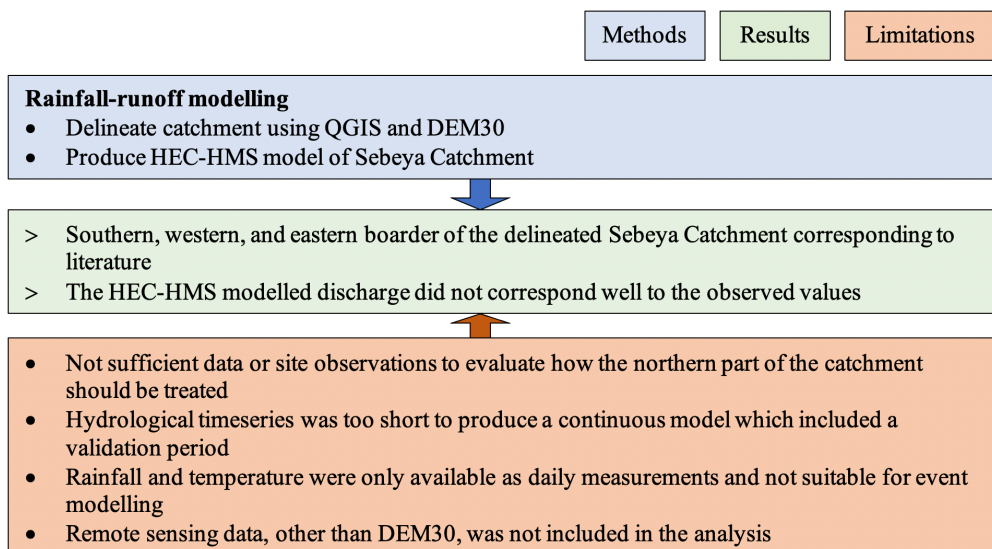 Methods
Results
Limitations
Rainfall-runoff modelling
• Delineate catchment using QGIS and DEM30
• Produce HEC-HMS model of Sebeya Catchment
> Southern, western, and eastern boarder of the delineated Sebeya Catchment corresponding to
literature
> The HEC-HMS modelled discharge did not correspond well to the observed values
• Not sufficient data or site observations to evaluate how the northern part of the catchment
should be treated
• Hydrological timeseries was too short to produce a continuous model which included a
validation period
• Rainfall and temperature were only available as daily measurements and not suitable for event
modelling
• Remote sensing data, other than DEM30, was not included in the analysis